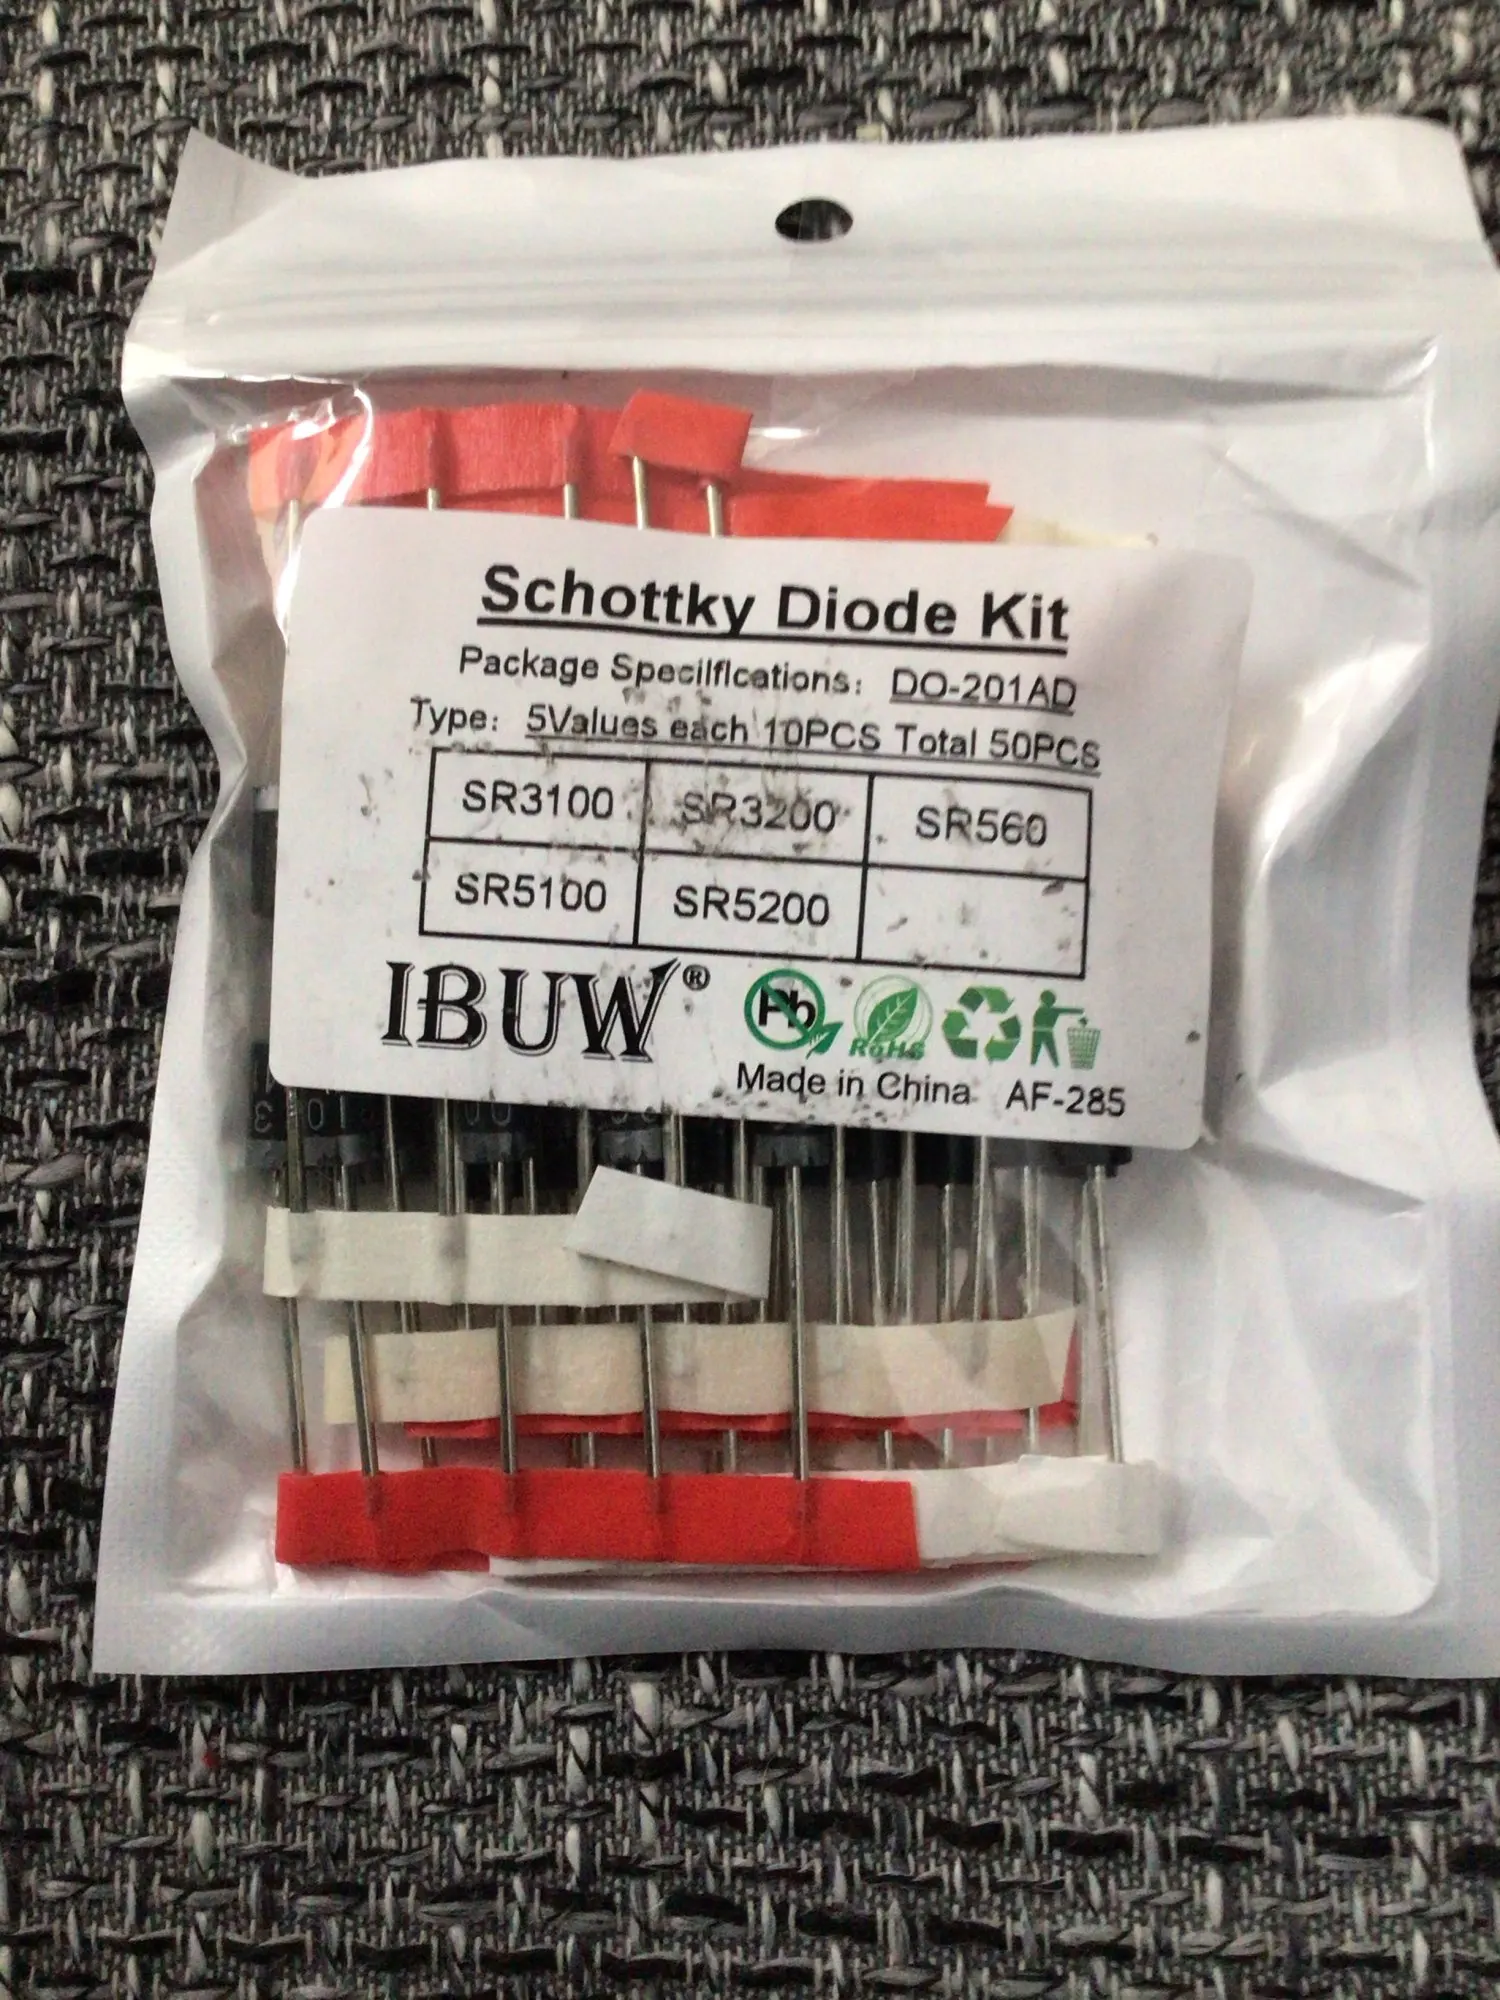 Schottky Diode Kit
Package Specilflcations: DO-201AD
Type: 5Values each 10PCS Total 50PCS
SR3100 SR3200 SR560
SR5100 SR5200
IBUW®
Pb
RoHS
Made in China AF-285